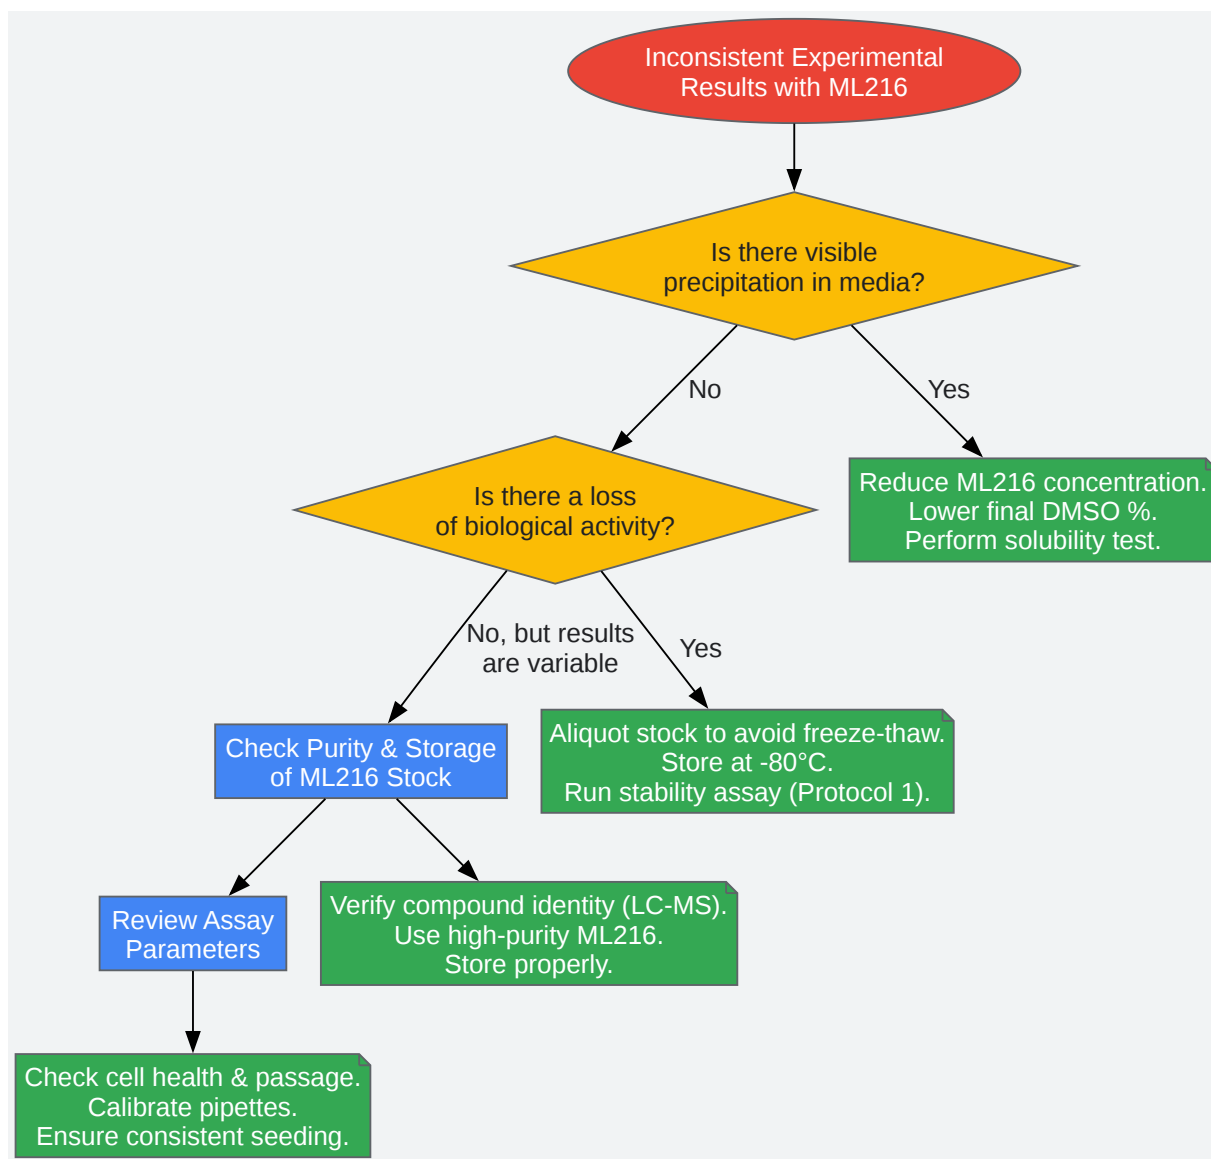 Inconsistent Experimental
Results with ML216
Is there visible
precipitation in media?
No
Yes
Is there a loss
of biological activity?
Reduce ML216 concentration.
Lower final DMSO %.
Perform solubility test.
No, but results
are variable
Yes
Check Purity & Storage
of ML216 Stock
Aliquot stock to avoid freeze-thaw.
Store at -80°C.
Run stability assay (Protocol 1).
Review Assay
Parameters
Verify compound identity (LC-MS).
Use high-purity ML216.
Store properly.
Check cell health & passage.
Calibrate pipettes.
Ensure consistent seeding.